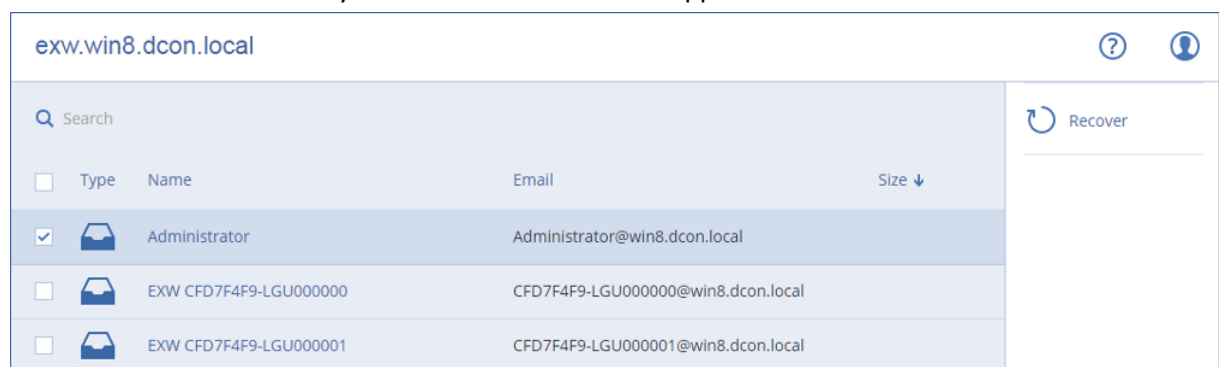 exw.win8.dcon.local
Search
Recover
Type Name Email Size
Administrator Administrator@win8.dcon.local
EXW CFD7F4F9-LGU000000 CFD7F4F9-LGU000000@win8.dcon.local
EXW CFD7F4F9-LGU000001 CFD7F4F9-LGU000001@win8.dcon.local